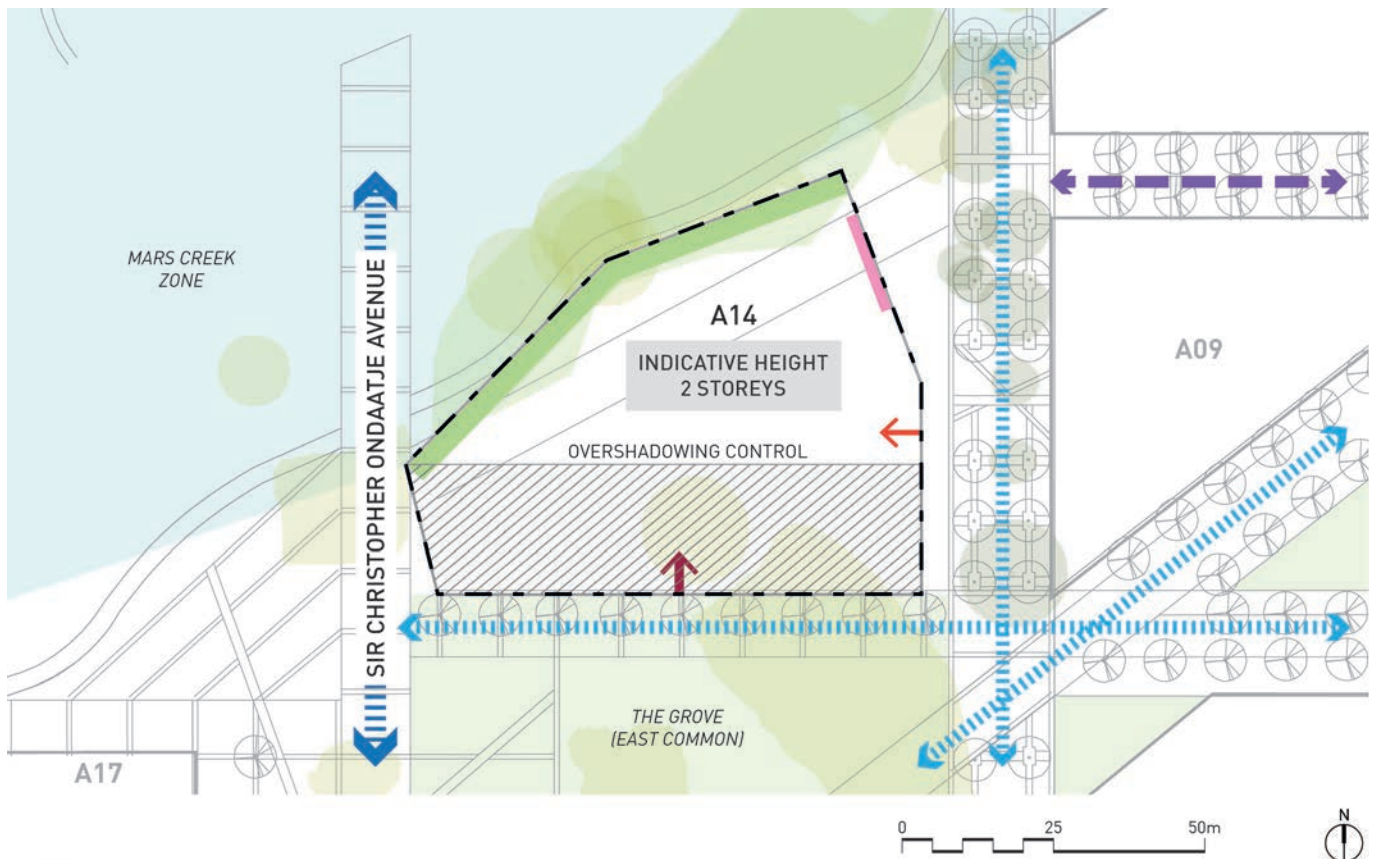 MARS CREEK
ZONE
SIR CHRISTOPHER ONDAATJE AVENUE
A14
INDICATIVE HEIGHT
2 STOREYS
A09
OVERSHADOWING CONTROL
THE GROVE
(EAST COMMON)
A17
0 25 50m
N